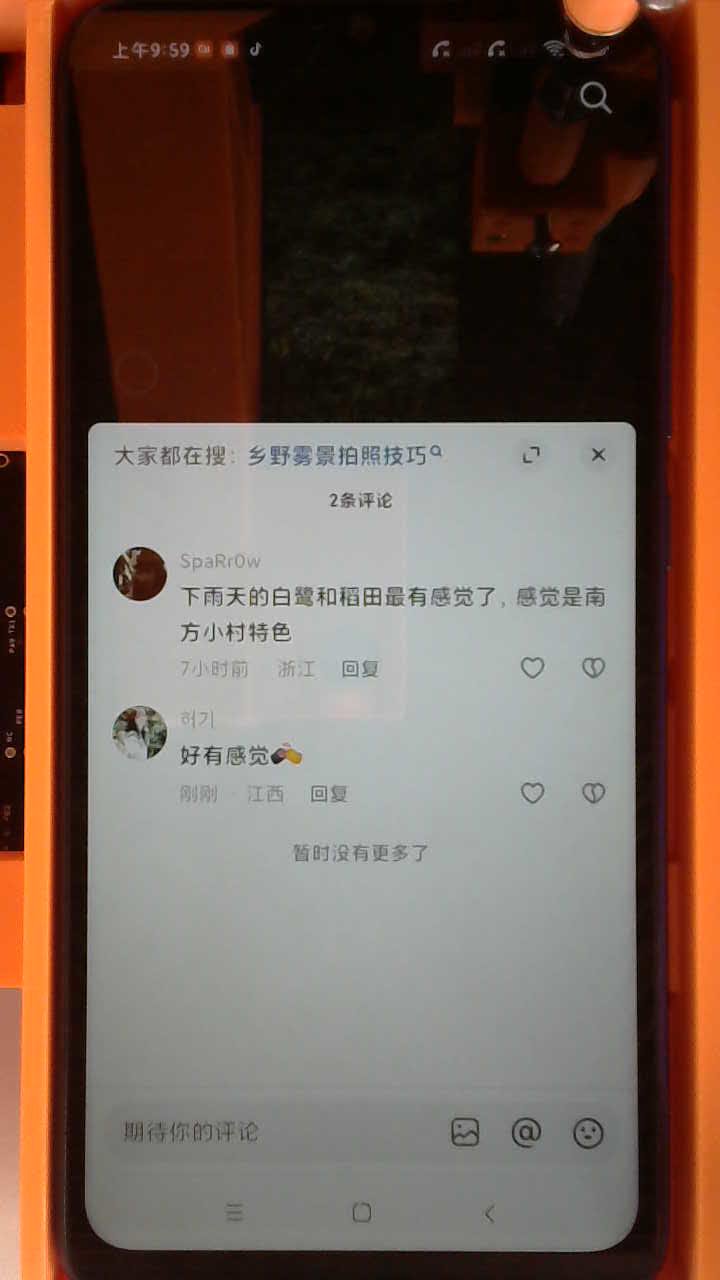 上午9:59
大家都在搜：乡野雾景拍照技巧
2条评论
SpaRr0w
下雨天的白鹭和稻田最有感觉了，感觉是南
方小村特色
7小时前 · 浙江 回复
허기
好有感觉
刚刚 · 江西 回复
暂时没有更多了
期待你的评论